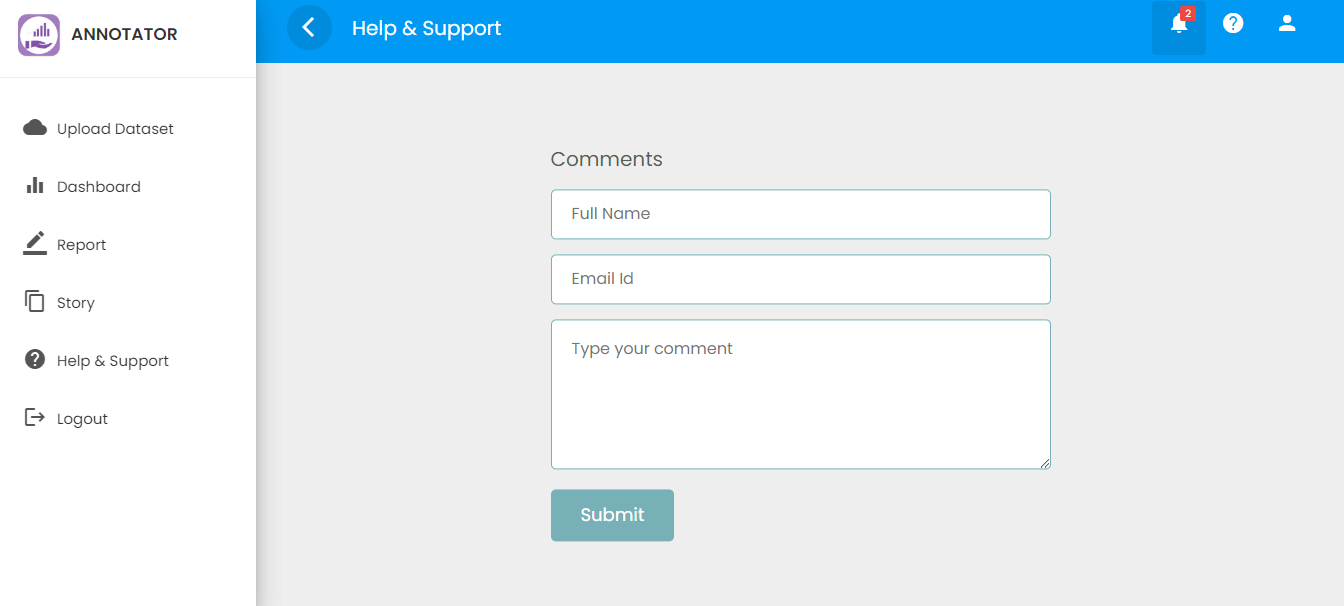 ANNOTATOR
Help & Support
2
Upload Dataset
Dashboard
Report
Story
Help & Support
Logout
Comments
Full Name
Email Id
Type your comment
Submit